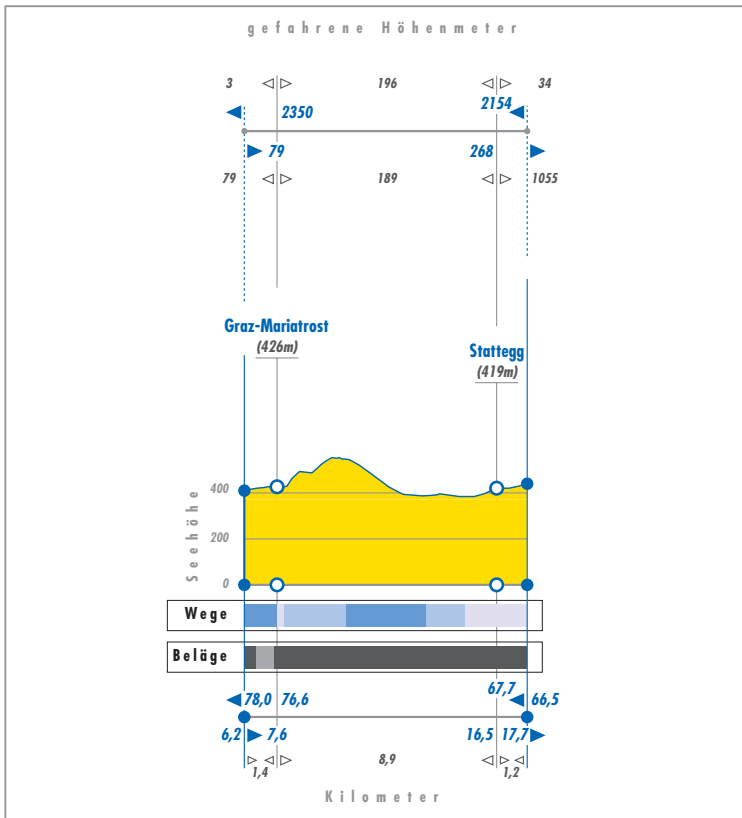 gefahrene Höhenmeter
3 196 34
2350 2154
79 268
79 189 1055
Graz-Mariatrost
(426m)
Stattegg
(419m)
Seehöhe
400
200
0
Wege
Beläge
78,0 76,6 67,7 66,5
6,2 7,6 16,5 17,7
1,4 8,9 1,2
Kilometer